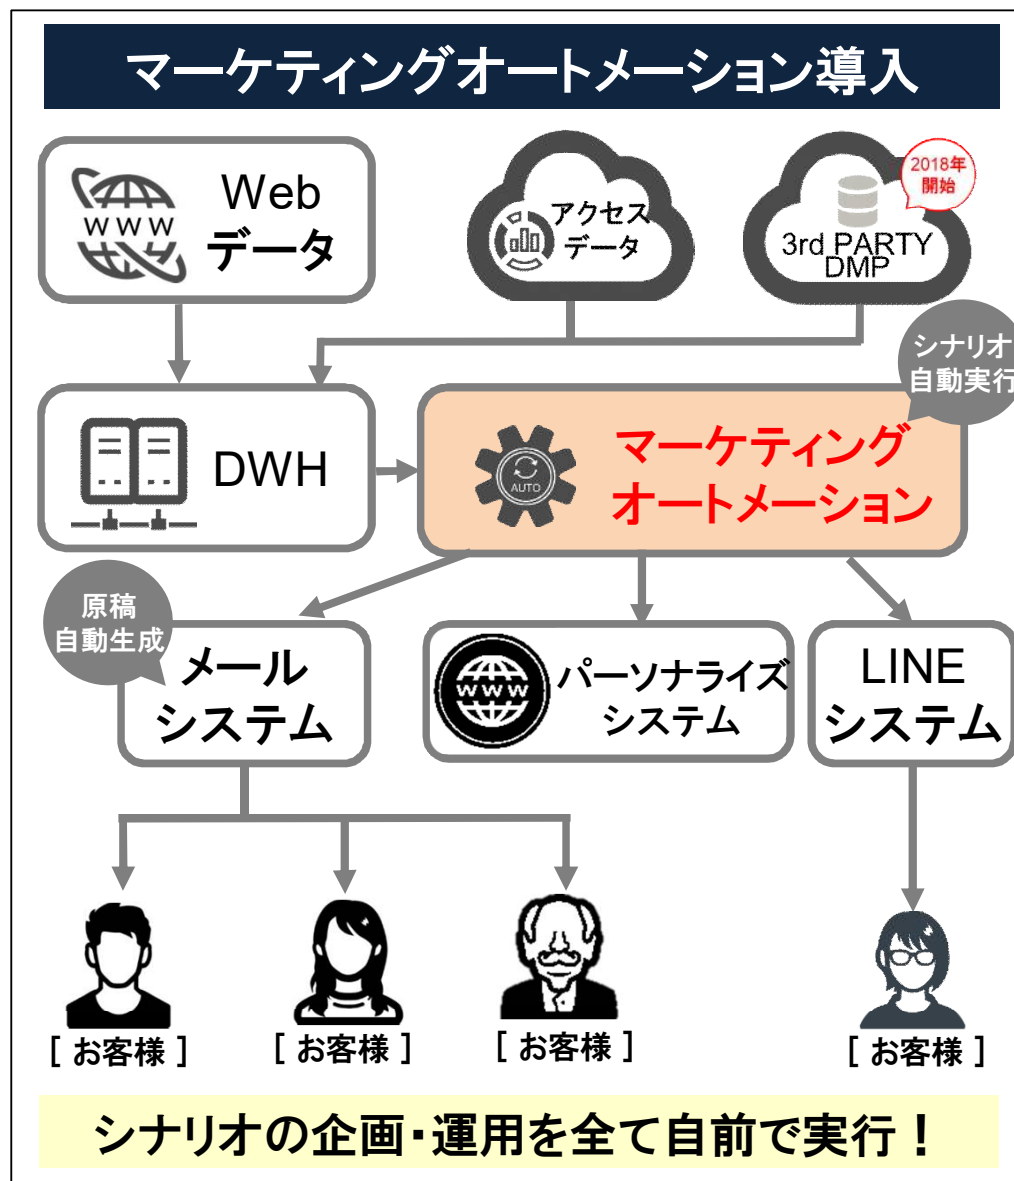 マーケティングオートメーション導入
Web
データ
WWW
アクセス
データ
2018年
開始
3rd PARTY
DMP
シナリオ
自動実行
DWH
AUTO
マーケティング
オートメーション
原稿
自動生成
メール
システム
WWW
パーソナライズ
システム
LINE
システム
[ お客様 ]
[ お客様 ]
[ お客様 ]
[ お客様 ]
シナリオの企画・運用を全て自前で実行！